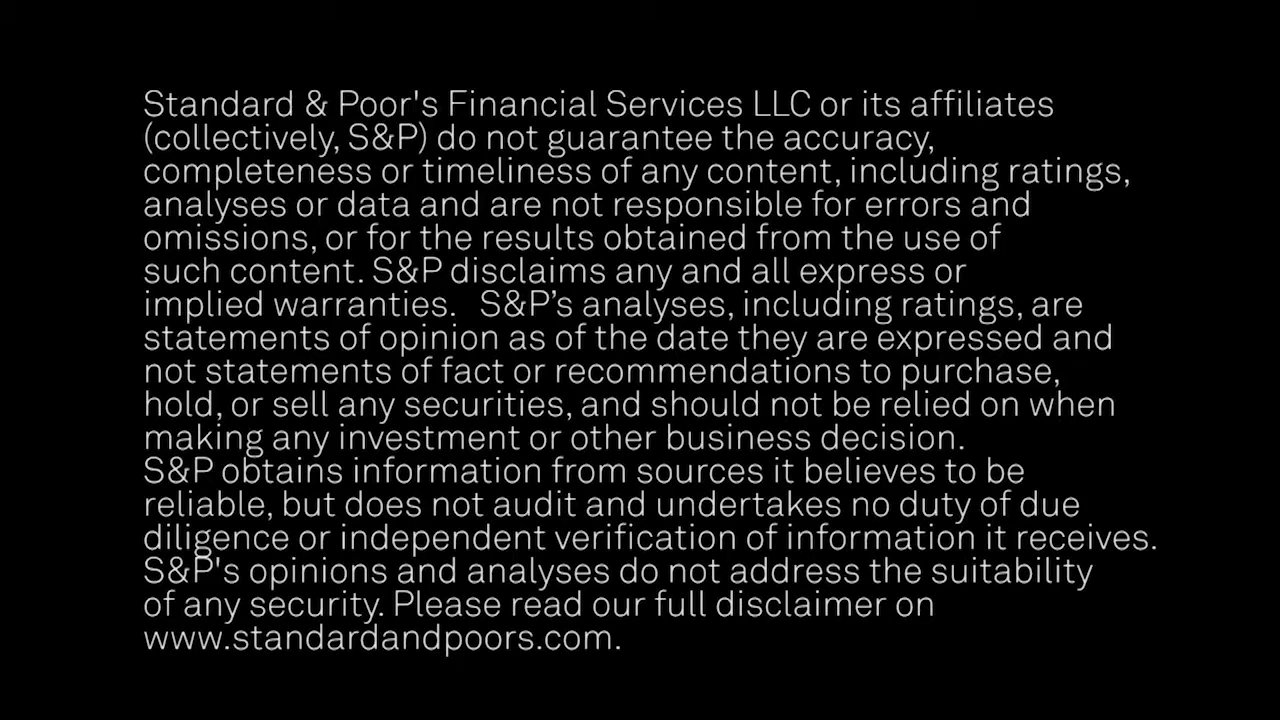 Standard & Poor's Financial Services LLC or its affiliates
(collectively, S&P) do not guarantee the accuracy,
completeness or timeliness of any content, including ratings,
analyses or data and are not responsible for errors and
omissions, or for the results obtained from the use of
such content. S&P disclaims any and all express or
implied warranties.   S&P’s analyses, including ratings, are
statements of opinion as of the date they are expressed and
not statements of fact or recommendations to purchase,
hold, or sell any securities, and should not be relied on when
making any investment or other business decision.
S&P obtains information from sources it believes to be
reliable, but does not audit and undertakes no duty of due
diligence or independent verification of information it receives.
S&P's opinions and analyses do not address the suitability
of any security. Please read our full disclaimer on
www.standardandpoors.com.